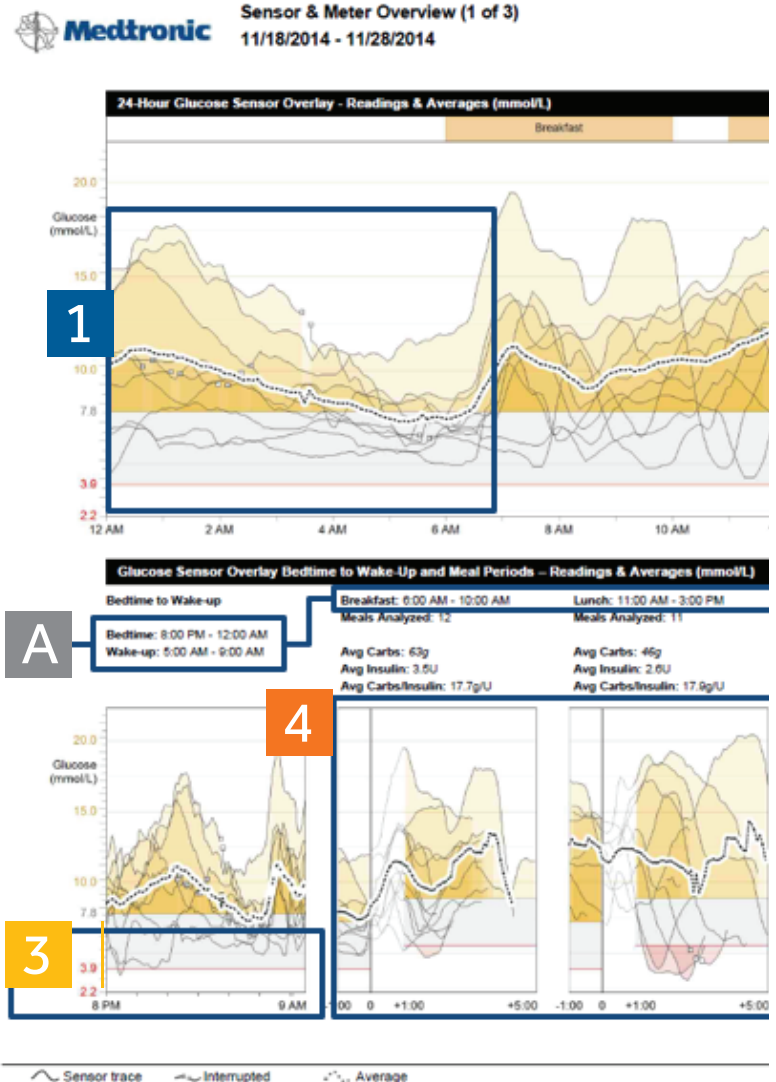 Medtronic
Sensor & Meter Overview (1 of 3)
11/18/2014 - 11/28/2014
24-Hour Glucose Sensor Overlay - Readings & Averages (mmol/L)
Breakfast
20.0
Glucose
(mmol/L)
15.0
1
10.0
7.8
3.9
2.2
12 AM 2 AM 4 AM 6 AM 8 AM 10 AM
Glucose Sensor Overlay Bedtime to Wake-Up and Meal Periods – Readings & Averages (mmol/L)
Bedtime to Wake-up
Breakfast: 6:00 AM - 10:00 AM
Lunch: 11:00 AM - 3:00 PM
Meals Analyzed: 12
Meals Analyzed: 11
A
Bedtime: 8:00 PM - 12:00 AM
Wake-up: 5:00 AM - 9:00 AM
Avg Carbs: 63g
Avg Insulin: 3.5U
Avg Carbs/Insulin: 17.7g/U
Avg Carbs: 46g
Avg Insulin: 2.6U
Avg Carbs/Insulin: 17.9g/U
4
20.0
Glucose
(mmol/L)
15.0
10.0
7.8
3
3.9
2.2
8 PM 9 AM
-1:00 0 +1:00 +5:00
-1:00 0 +1:00 +5:00
Sensor trace Interrupted Average